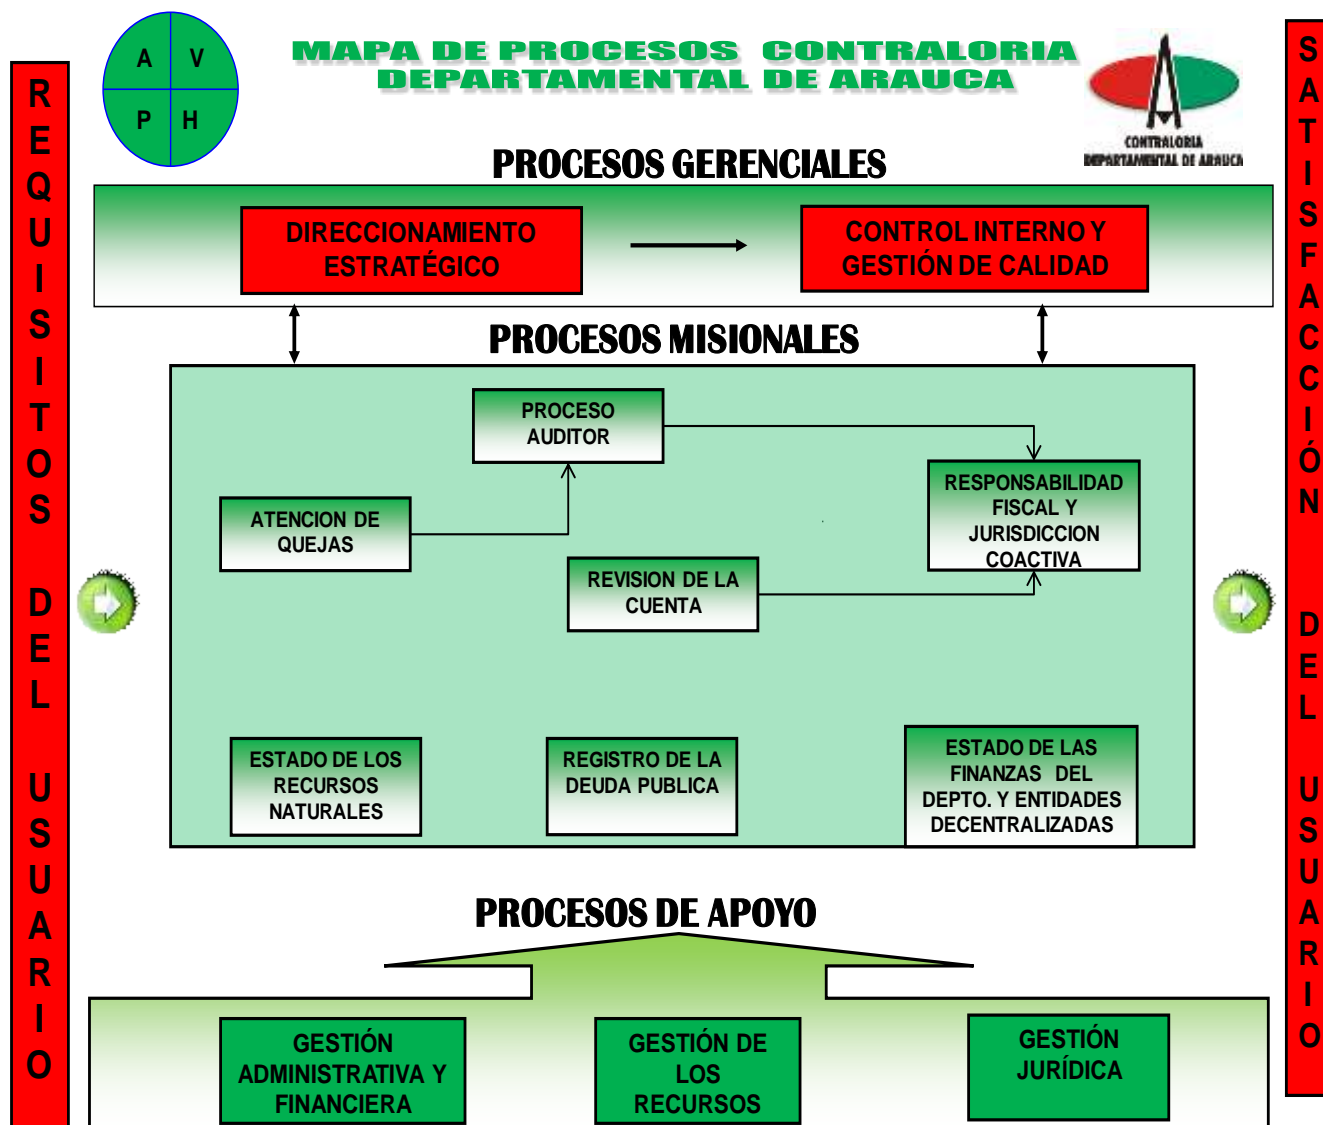 MAPA DE PROCESOS CONTRALORIA
DEPARTAMENTAL DE ARAUCA
A V
P H
CONTRALORIA
DEPARTAMENTAL DE ARAUCA
REQUISITOS DEL USUARIO
PROCESOS GERENCIALES
DIRECCIONAMIENTO
ESTRATÉGICO
CONTROL INTERNO Y
GESTIÓN DE CALIDAD
PROCESOS MISIONALES
PROCESO
AUDITOR
ATENCION DE
QUEJAS
RESPONSABILIDAD
FISCAL Y
JURISDICCION
COACTIVA
REVISION DE LA
CUENTA
ESTADO DE LOS
RECURSOS
NATURALES
REGISTRO DE LA
DEUDA PUBLICA
ESTADO DE LAS
FINANZAS DEL
DEPTO. Y ENTIDADES
DECENTRALIZADAS
PROCESOS DE APOYO
GESTIÓN
ADMINISTRATIVA Y
FINANCIERA
GESTIÓN DE
LOS
RECURSOS
GESTIÓN
JURÍDICA
SATISFACCIÓN DEL USUARIO